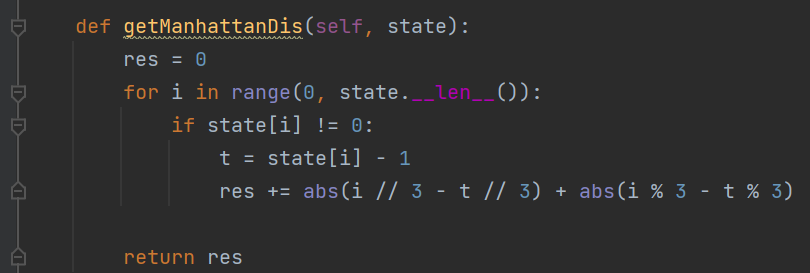 def getManhattanDis(self, state):
    res = 0
    for i in range(0, state.__len__()):
        if state[i] != 0:
            t = state[i] - 1
            res += abs(i // 3 - t // 3) + abs(i % 3 - t % 3)
    return res